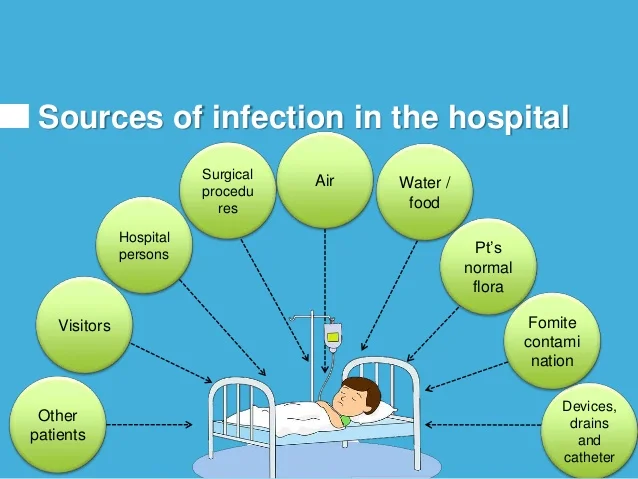 Sources of infection in the hospital
Surgical
procedu
res
Air
Water /
food
Hospital
persons
Pt's
normal
flora
Visitors
Fomite
contami
nation
Other
patients
Devices,
drains
and
catheter